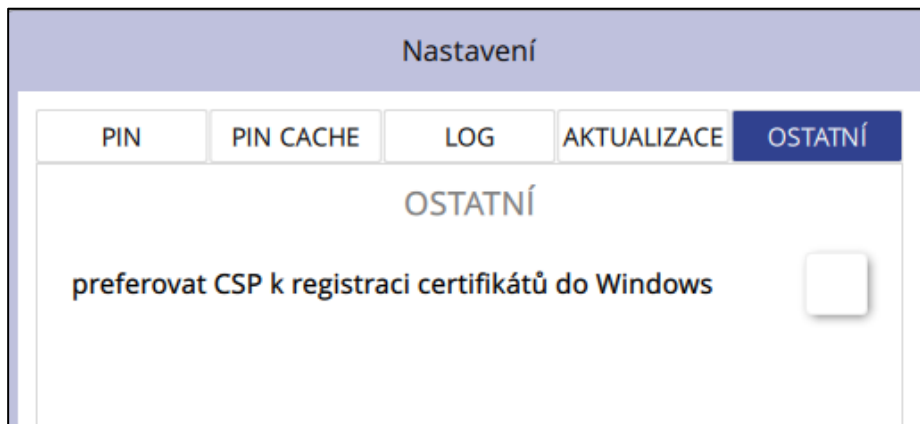 Nastavení
PIN PIN CACHE LOG AKTUALIZACE OSTATNÍ
OSTATNÍ
preferovat CSP k registraci certifikátů do Windows